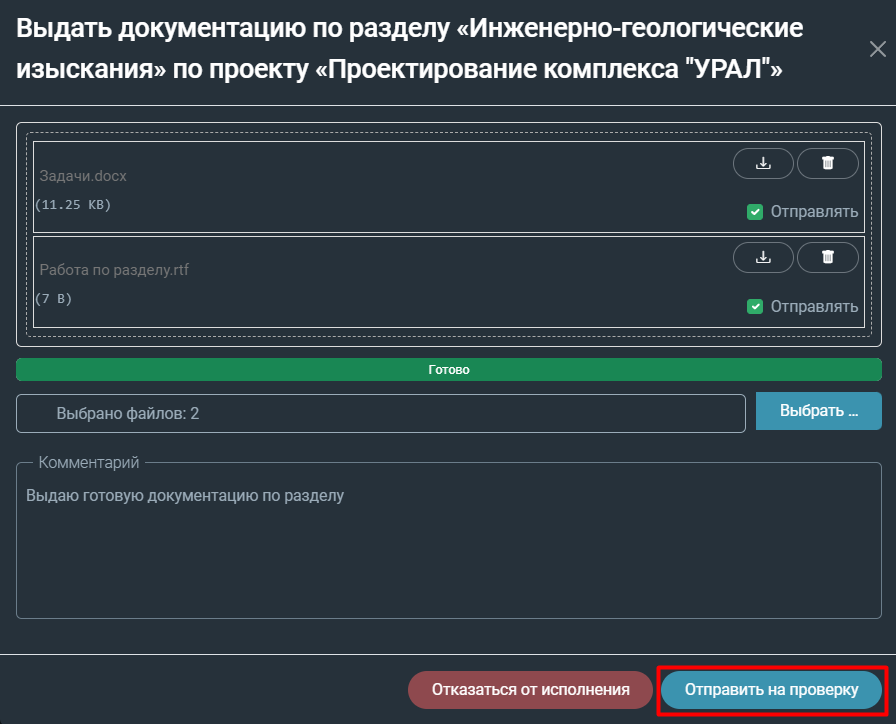 Выдать документацию по разделу «Инженерно-геологические
изыскания» по проекту «Проектирование комплекса "УРАЛ"»
Задачи.docx
(11.25 KB)
Отправлять
Работа по разделу.rtf
(7 B)
Отправлять
Готово
Выбрано файлов: 2
Выбрать ...
Комментарий
Выдаю готовую документацию по разделу
Отказаться от исполнения
Отправить на проверку